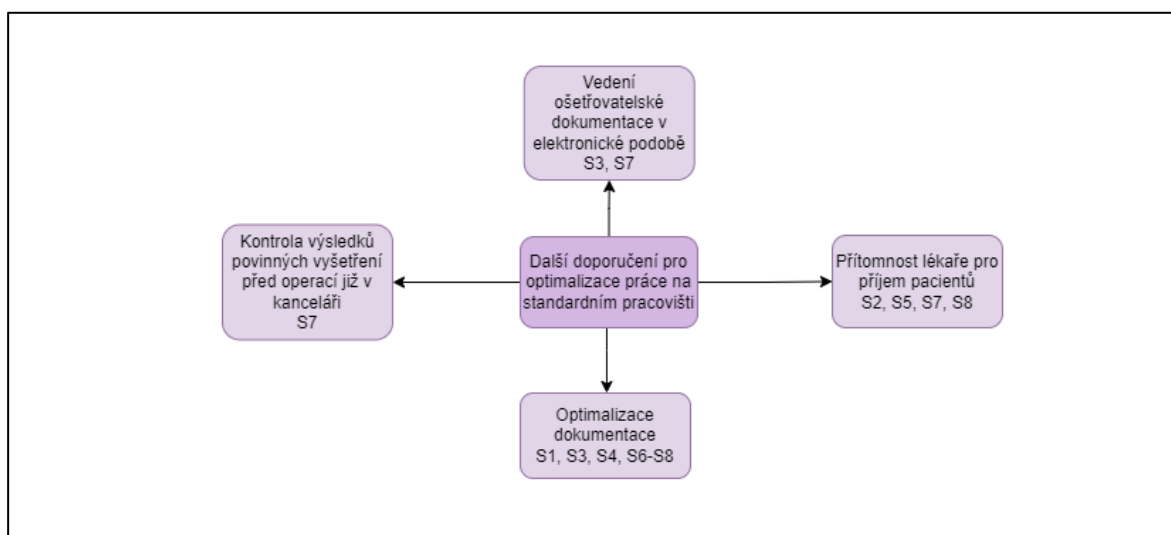 Vedení
ošetřovatelské
dokumentace v
elektronické podobě
S3, S7
Kontrola výsledků
povinných vyšetření
před operací již v
kanceláři
S7
Další doporučení pro
optimalizace práce na
standardním pracovišti
Přítomnost lékaře pro
příjem pacientů
S2, S5, S7, S8
Optimalizace
dokumentace
S1, S3, S4, S6-S8